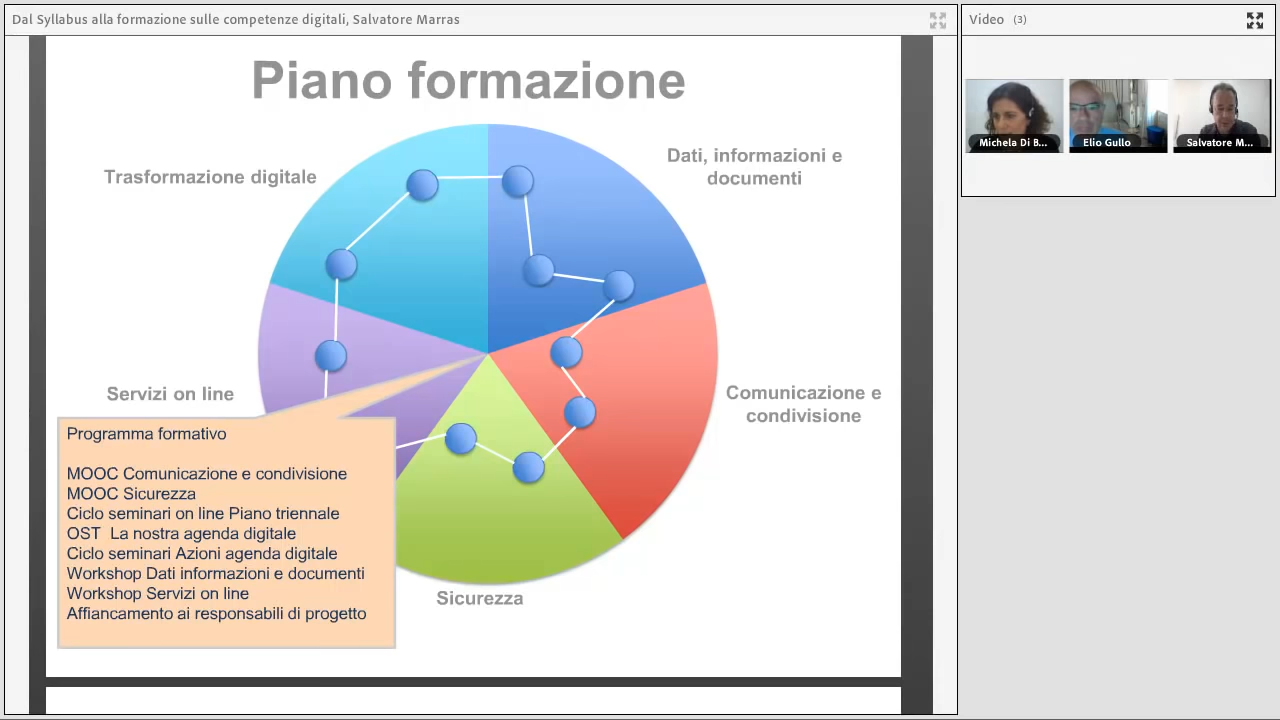 Dal Syllabus alla formazione sulle competenze digitali, Salvatore Marras
Video (3)
Michela Di B...
Elio Gullo
Salvatore M...
Piano formazione
Trasformazione digitale
Dati, informazioni e
documenti
Servizi on line
Comunicazione e
condivisione
Programma formativo
MOOC Comunicazione e condivisione
MOOC Sicurezza
Ciclo seminari on line Piano triennale
OST La nostra agenda digitale
Ciclo seminari Azioni agenda digitale
Workshop Dati informazioni e documenti
Workshop Servizi on line
Affiancamento ai responsabili di progetto
Sicurezza